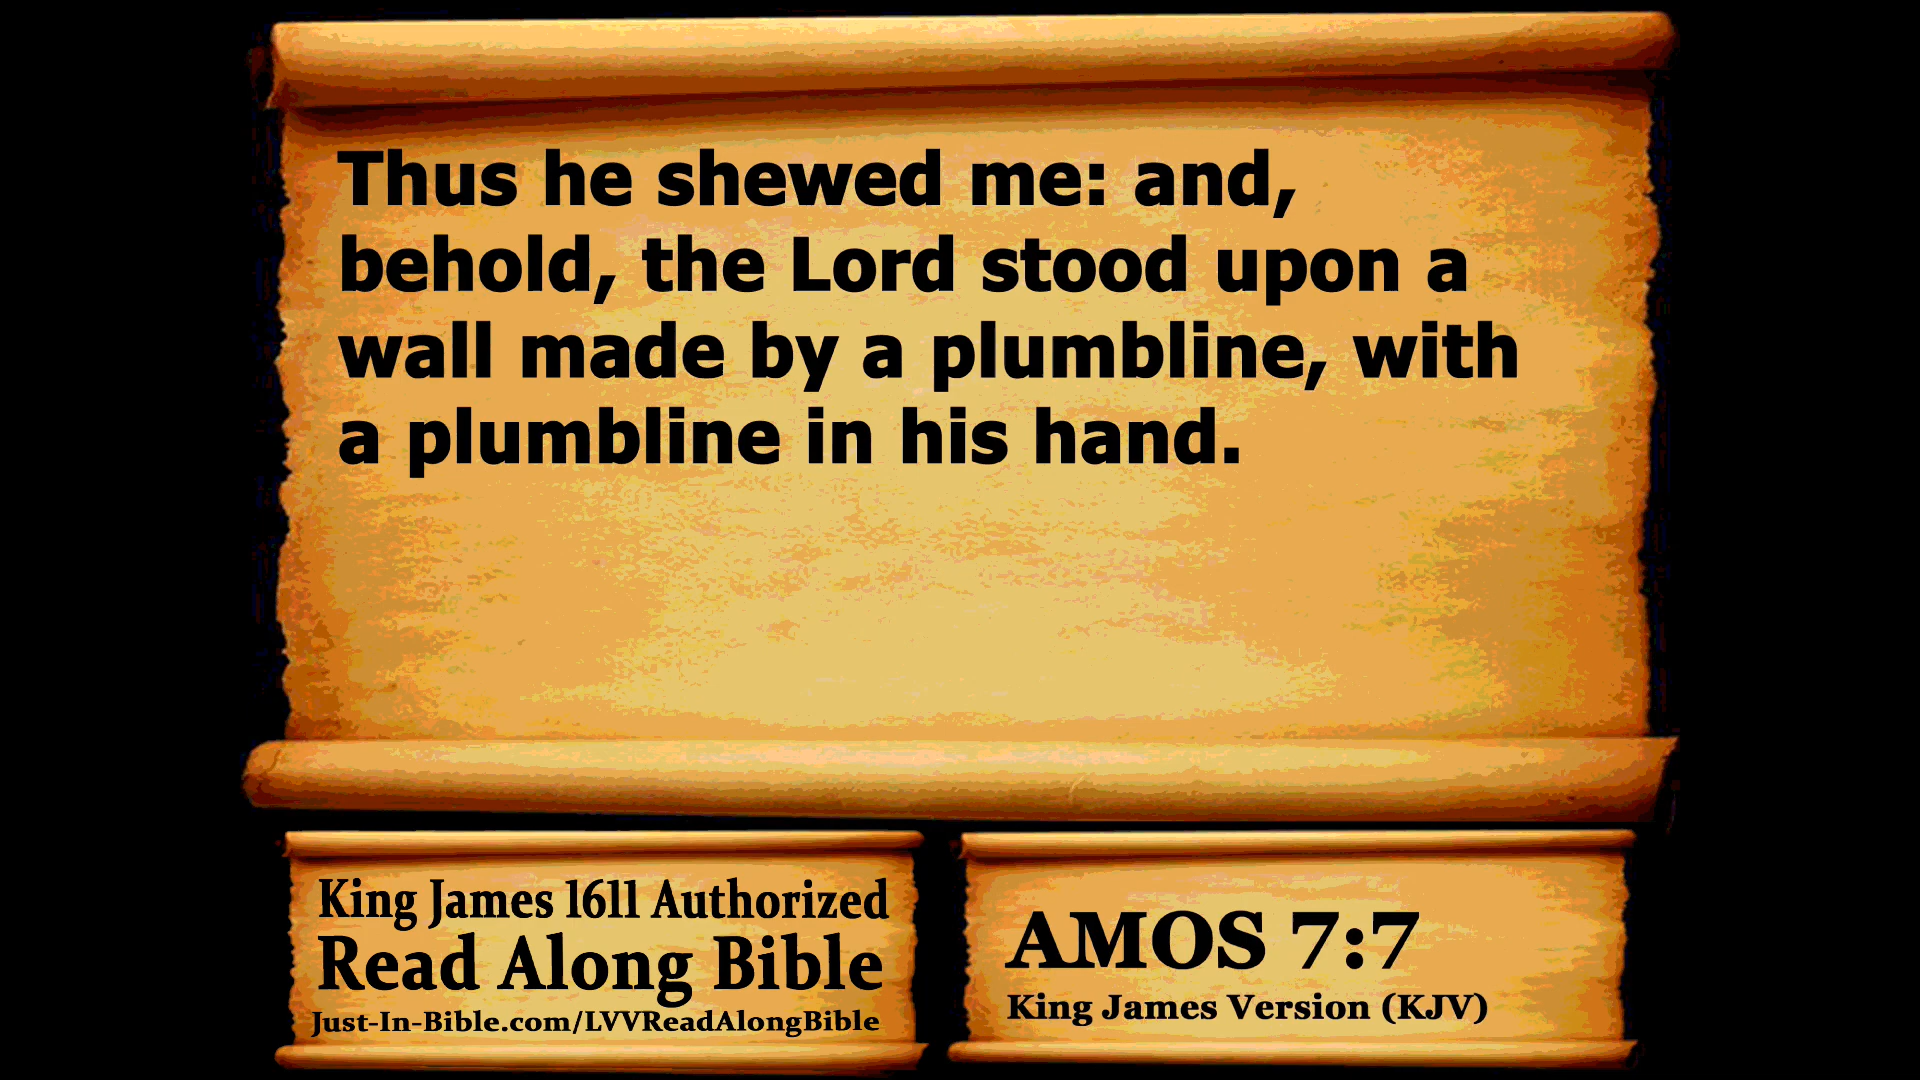 Thus he shewed me: and,
behold, the Lord stood upon a
wall made by a plumbline, with
a plumbline in his hand.
King James 1611 Authorized
Read Along Bible
Just-In-Bible.com/LVVReadAlongBible
AMOS 7:7
King James Version (KJV)